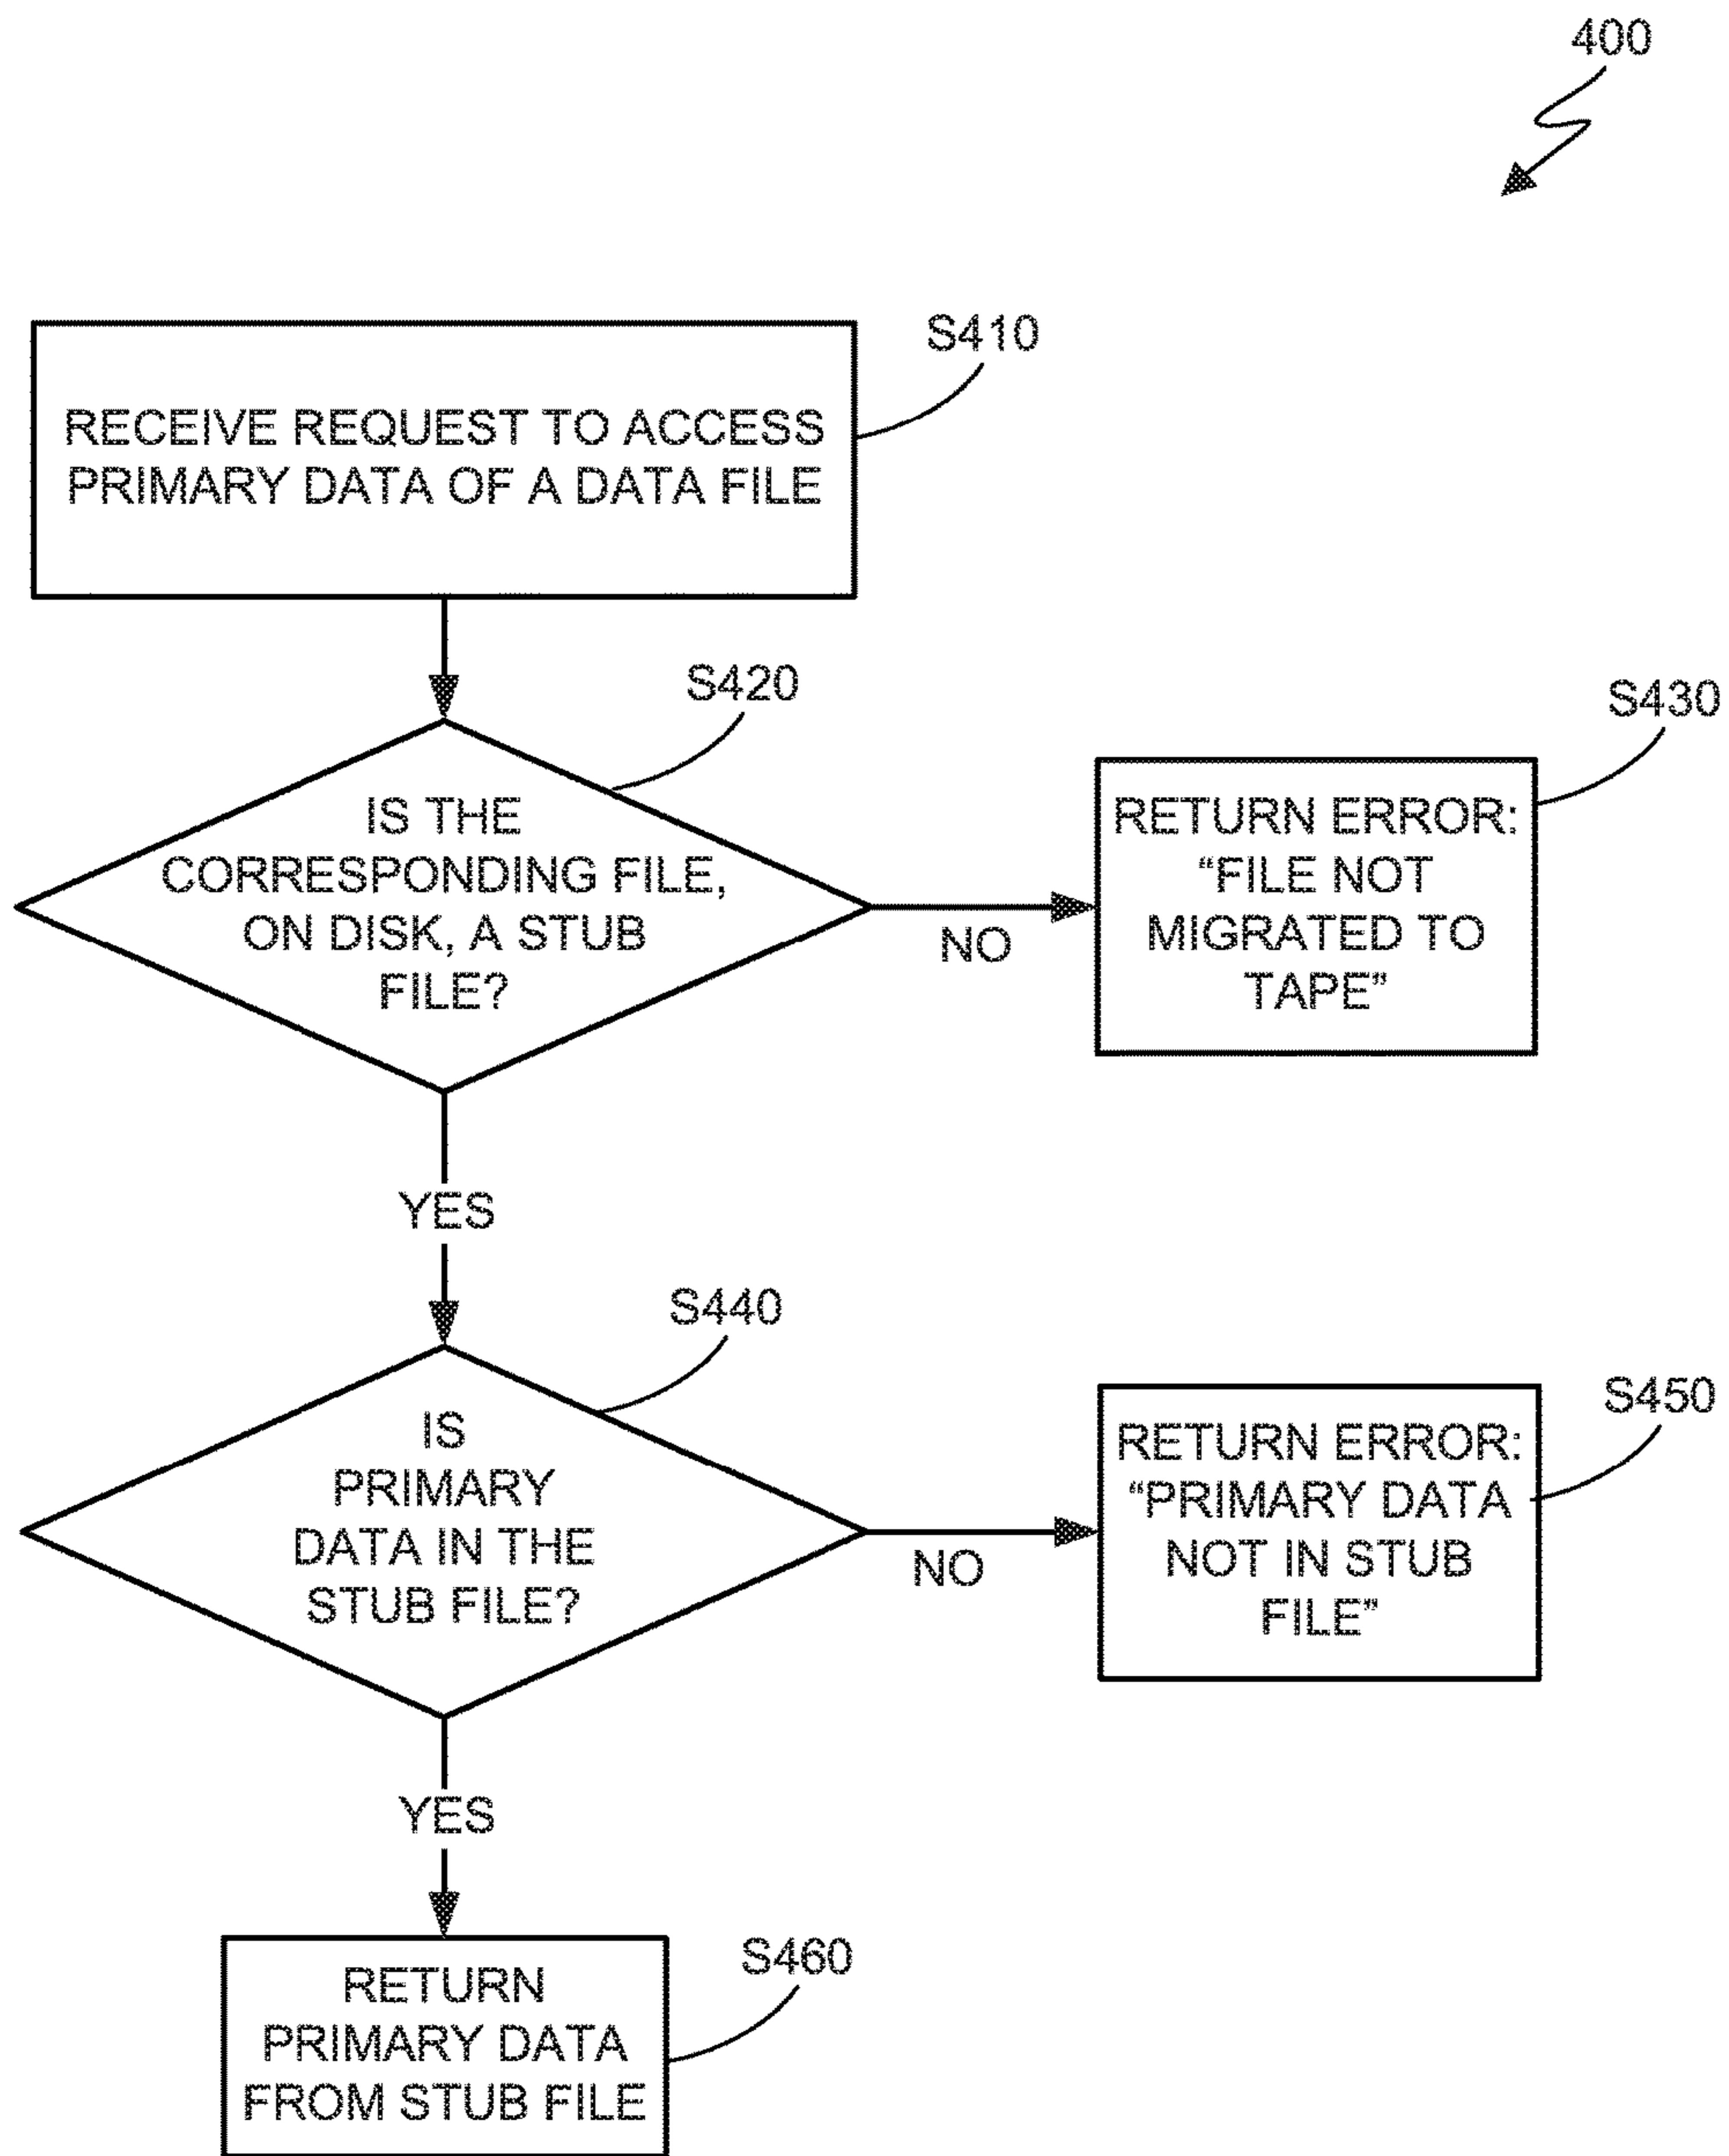 400
S410
RECEIVE REQUEST TO ACCESS
PRIMARY DATA OF A DATA FILE
S420
IS THE
CORRESPONDING FILE,
ON DISK, A STUB
FILE?
NO
S430
RETURN ERROR:
“FILE NOT
MIGRATED TO
TAPE”
YES
S440
IS
PRIMARY
DATA IN THE
STUB FILE?
NO
S450
RETURN ERROR:
“PRIMARY DATA
NOT IN STUB
FILE”
YES
S460
RETURN
PRIMARY DATA
FROM STUB FILE